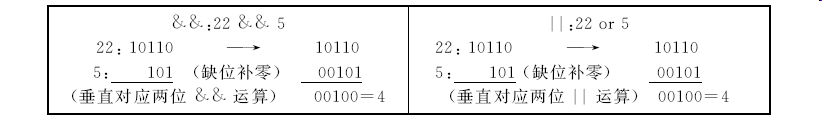 &&:22 && 5
22: 10110 → 10110
5: 101 (缺位补零) 00101
(垂直对应两位 && 运算) 00100=4
||:22 or 5
22: 10110 → 10110
5: 101(缺位补零) 00101
(垂直对应两位 || 运算) 00100=4